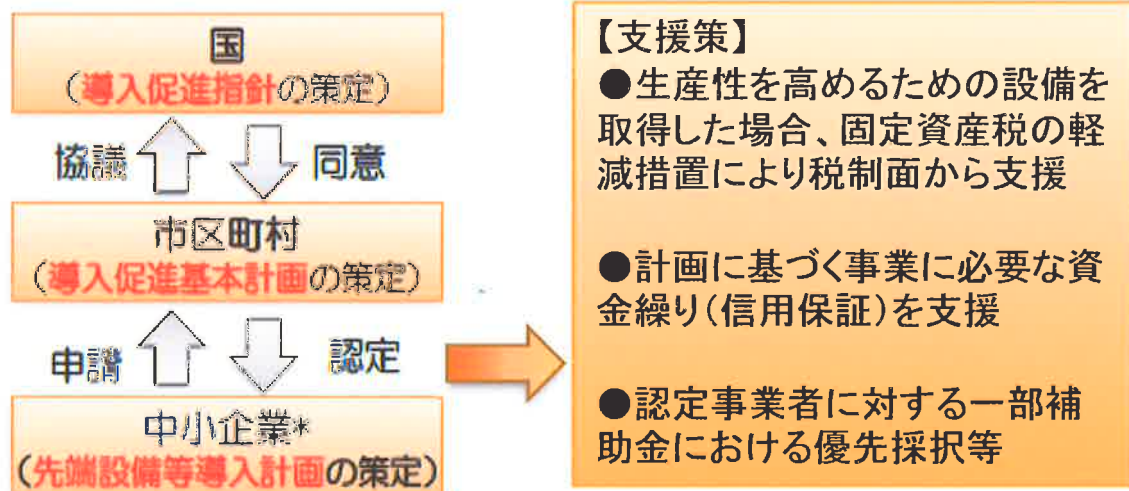 国
(導入促進指針の策定)
協議 同意
市区町村
(導入促進基本計画の策定)
申請 認定
中小企業*
(先端設備等導入計画の策定)
【支援策】
●生産性を高めるための設備を
取得した場合、固定資産税の軽
減措置により税制面から支援
●計画に基づく事業に必要な資
金繰り(信用保証)を支援
●認定事業者に対する一部補
助金における優先採択等